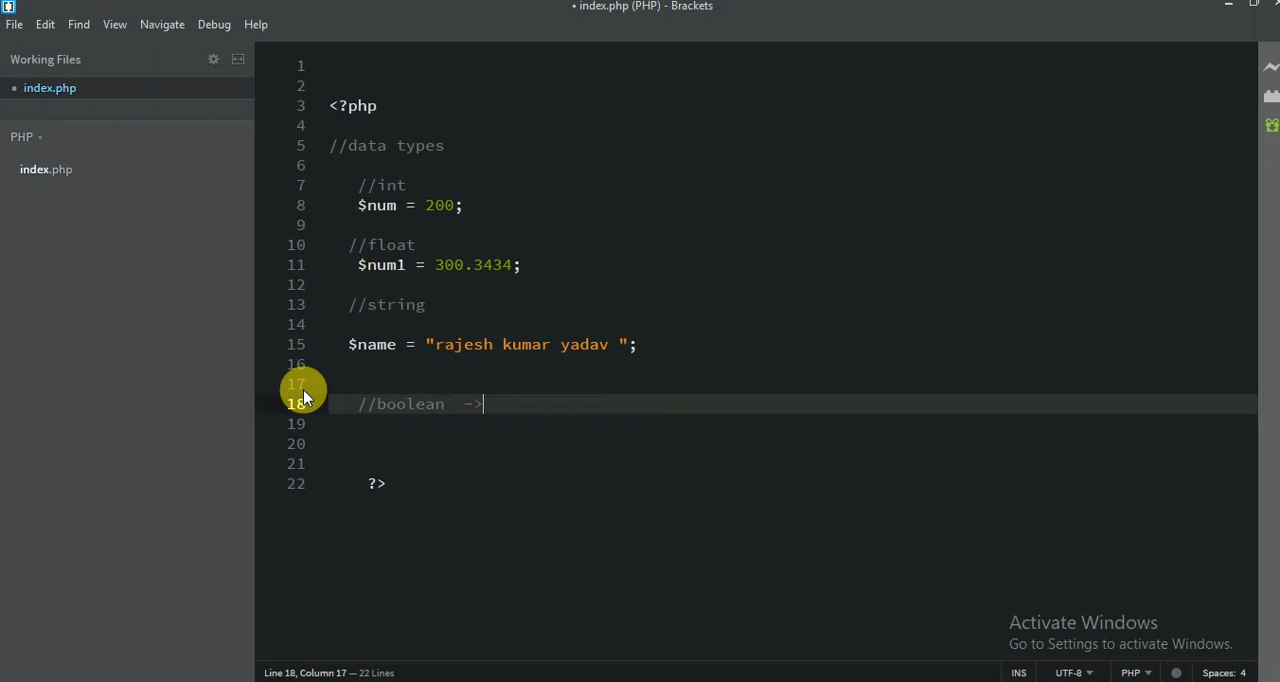 • index.php (PHP) - Brackets
File Edit Find View Navigate Debug Help
Working Files
• index.php
PHP
index.php
1
2
3 <?php
4
5 //data types
6
7 //int
8 $num = 200;
9
10 //float
11 $num1 = 300.3434;
12
13 //string
14
15 $name = "rajesh kumar yadav ";
16
17
18 //boolean ->
19
20
21
22 ?>
Activate Windows
Go to Settings to activate Windows.
Line 18, Column 17 — 22 Lines INS UTF-8 PHP Spaces: 4